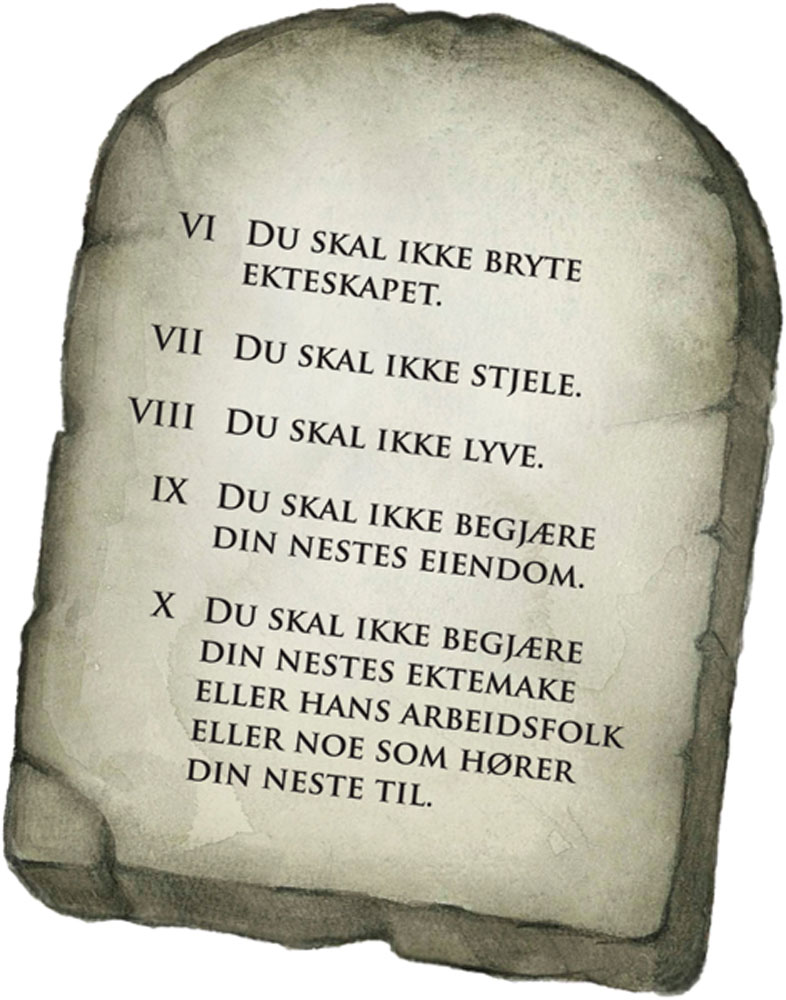 VI Du skal ikke bryte
ekteskapet.
VII Du skal ikke stjele.
VIII Du skal ikke lyve.
IX Du skal ikke begjære
din nestes eiendom.
X Du skal ikke begjære
din nestes ektemake
eller hans arbeidsfolk
eller noe som hører
din neste til.